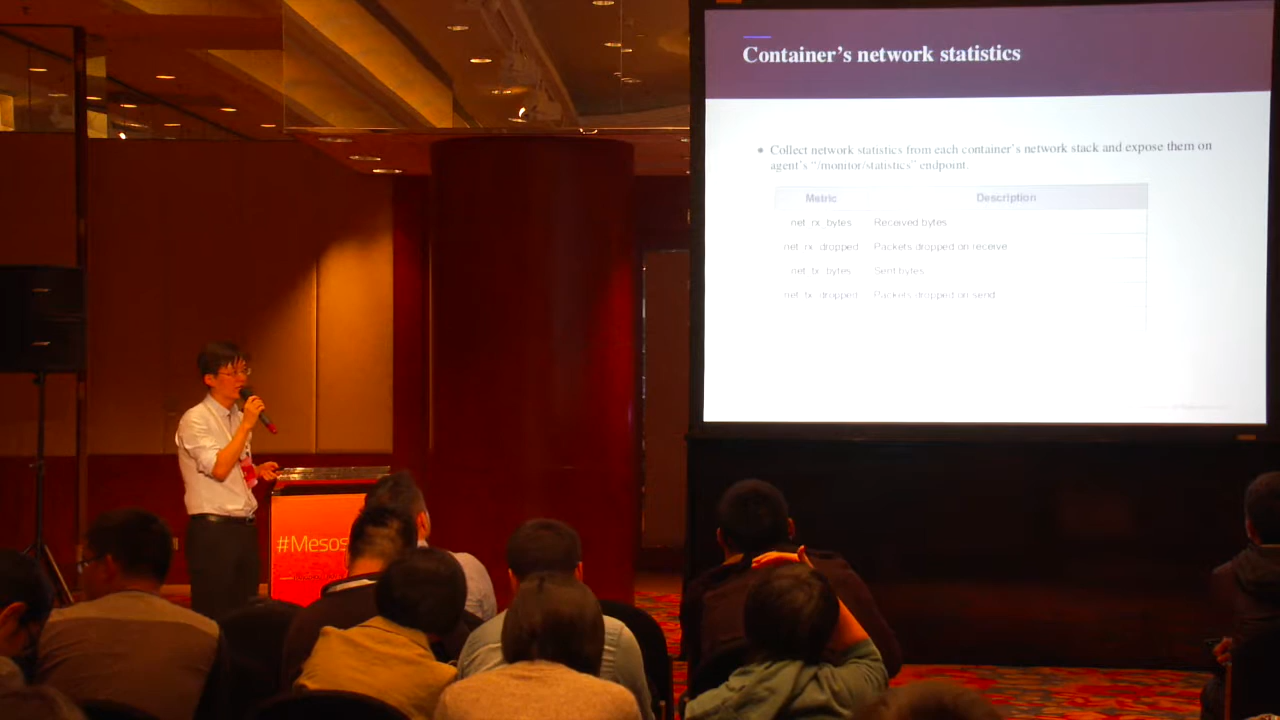 Container's network statistics
• Collect network statistics from each container's network stack and expose them on
agent's "/monitor/statistics" endpoint.
Metric Description
net_rx_bytes Received bytes
net_rx_dropped Packets dropped on receive
net_tx_bytes Sent bytes
net_tx_dropped Packets dropped on send
#Mesos